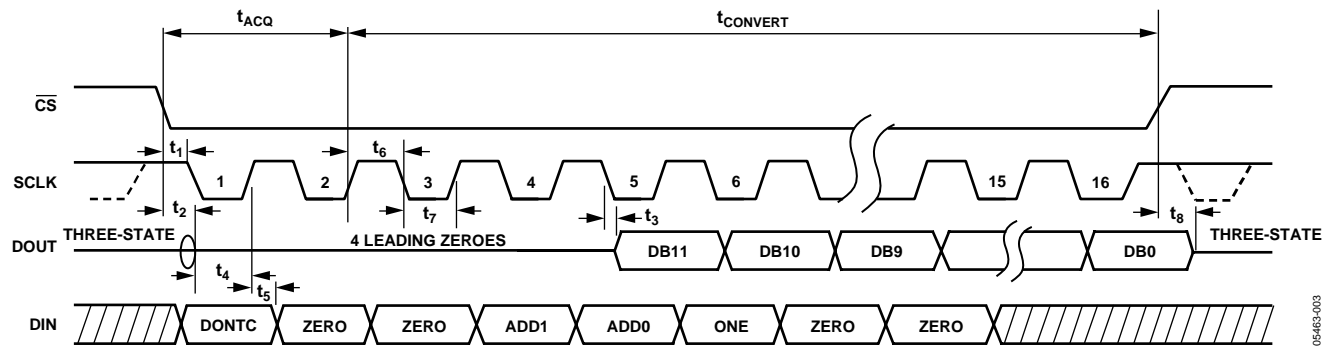 tACQ tCONVERT
CS
t1 t6
SCLK 1 2 3 4 5 6 15 16
t2 t7 t3 t8
DOUT THREE-STATE 4 LEADING ZEROES DB11 DB10 DB9 DB0 THREE-STATE
t4 t5
DIN DONTC ZERO ZERO ADD1 ADD0 ONE ZERO ZERO
05463-003